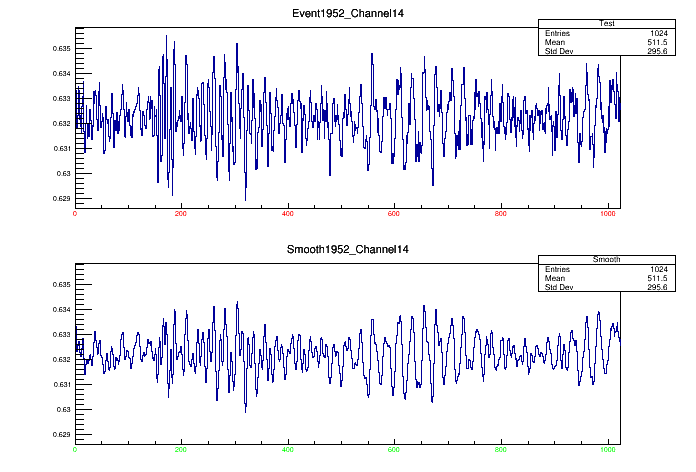 Event1952_Channel14
Test
Entries 1024
Mean 511.5
Std Dev 295.6
0.635
0.634
0.633
0.632
0.631
0.63
0.629
0 200 400 600 800 1000
Smooth1952_Channel14
Smooth
Entries 1024
Mean 511.5
Std Dev 295.6
0.635
0.634
0.633
0.632
0.631
0.63
0.629
0 200 400 600 800 1000